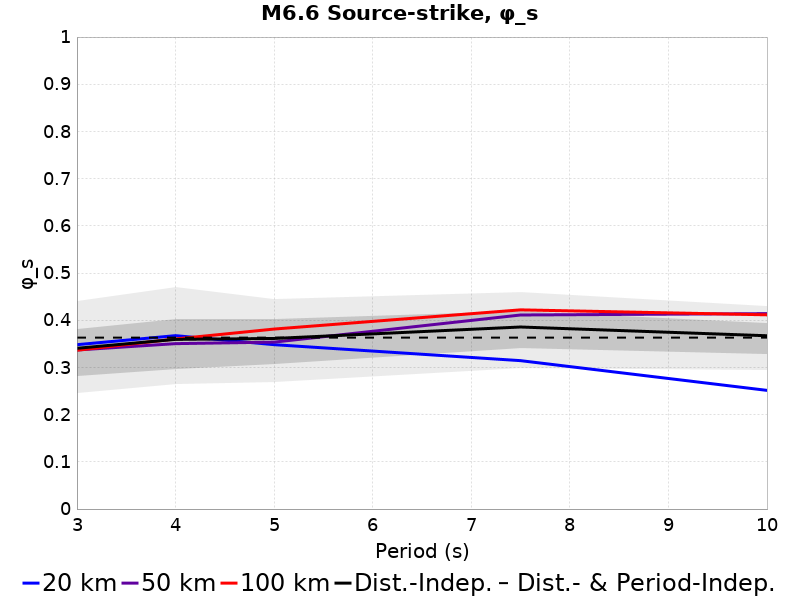 M6.6 Source-strike, φ_s
1
0.9
0.8
0.7
0.6
0.5
0.4
0.3
0.2
0.1
0
φ_s
3 4 5 6 7 8 9 10
Period (s)
20 km 50 km 100 km Dist.-Indep. Dist.- & Period-Indep.